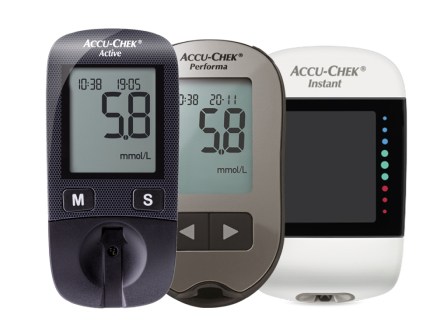 ACCU-CHEK®
Active
10:38 19:05
5.8
mmol/L
M S
ACCU-CHEK®
Performa
0:38 20-11
5.8
mmol/L
ACCU-CHEK®
Instant